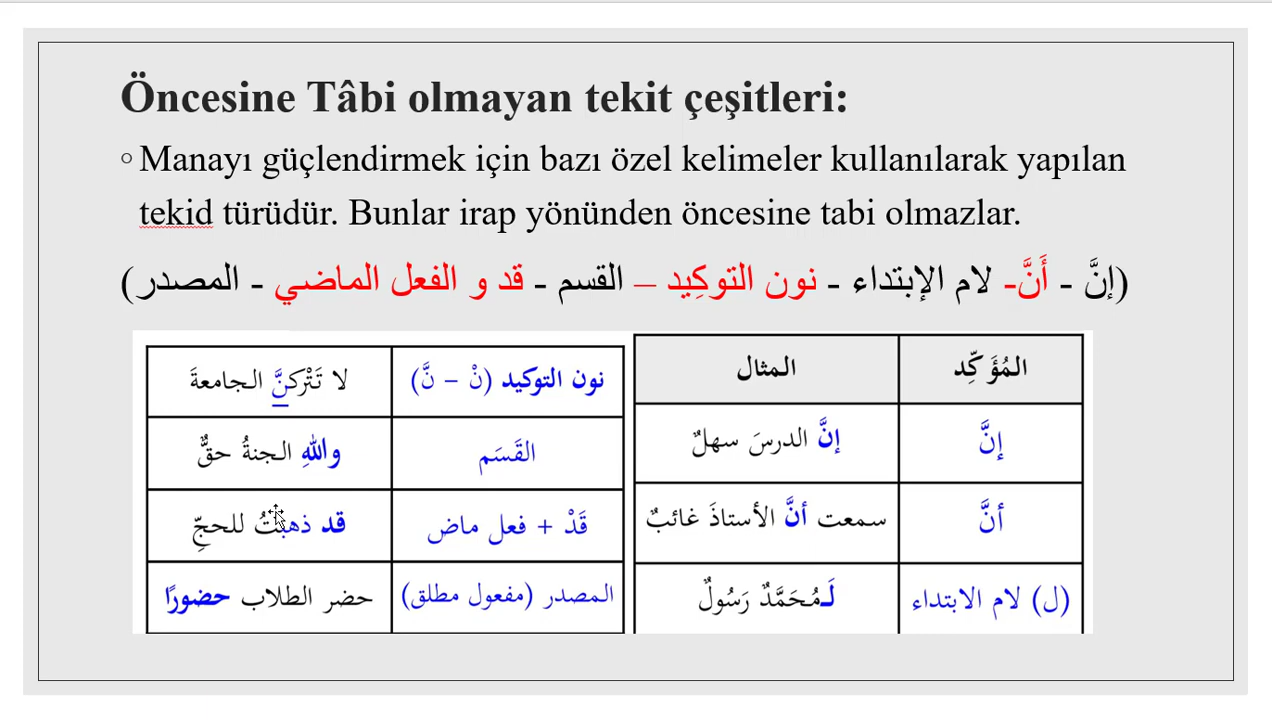 Öncesine Tâbi olmayan tekit çeşitleri:
Manayı güçlendirmek için bazı özel kelimeler kullanılarak yapılan
tekid türüdür. Bunlar irap yönünden öncesine tabi olmazlar.
(إنَّ - أَنَّ- لام الإبتداء - نون التوكِيد – القسم - قد و الفعل الماضي - المصدر)
المُؤَكِّد المثال
إنَّ إنَّ الدرسَ سهلٌ
أنَّ سمعت أنَّ الأستاذَ غائبٌ
(ل) لام الابتداء لَـمُحَمَّدٌ رَسُولٌ
نون التوكيد (نْ – نَّ) لا تَتْركنَّ الجامعةَ
القَسَم واللهِ الجنةُ حقٌّ
قَدْ + فعل ماض قد ذهبْتُ للحجِّ
المصدر (مفعول مطلق) حضر الطلاب حضورًا